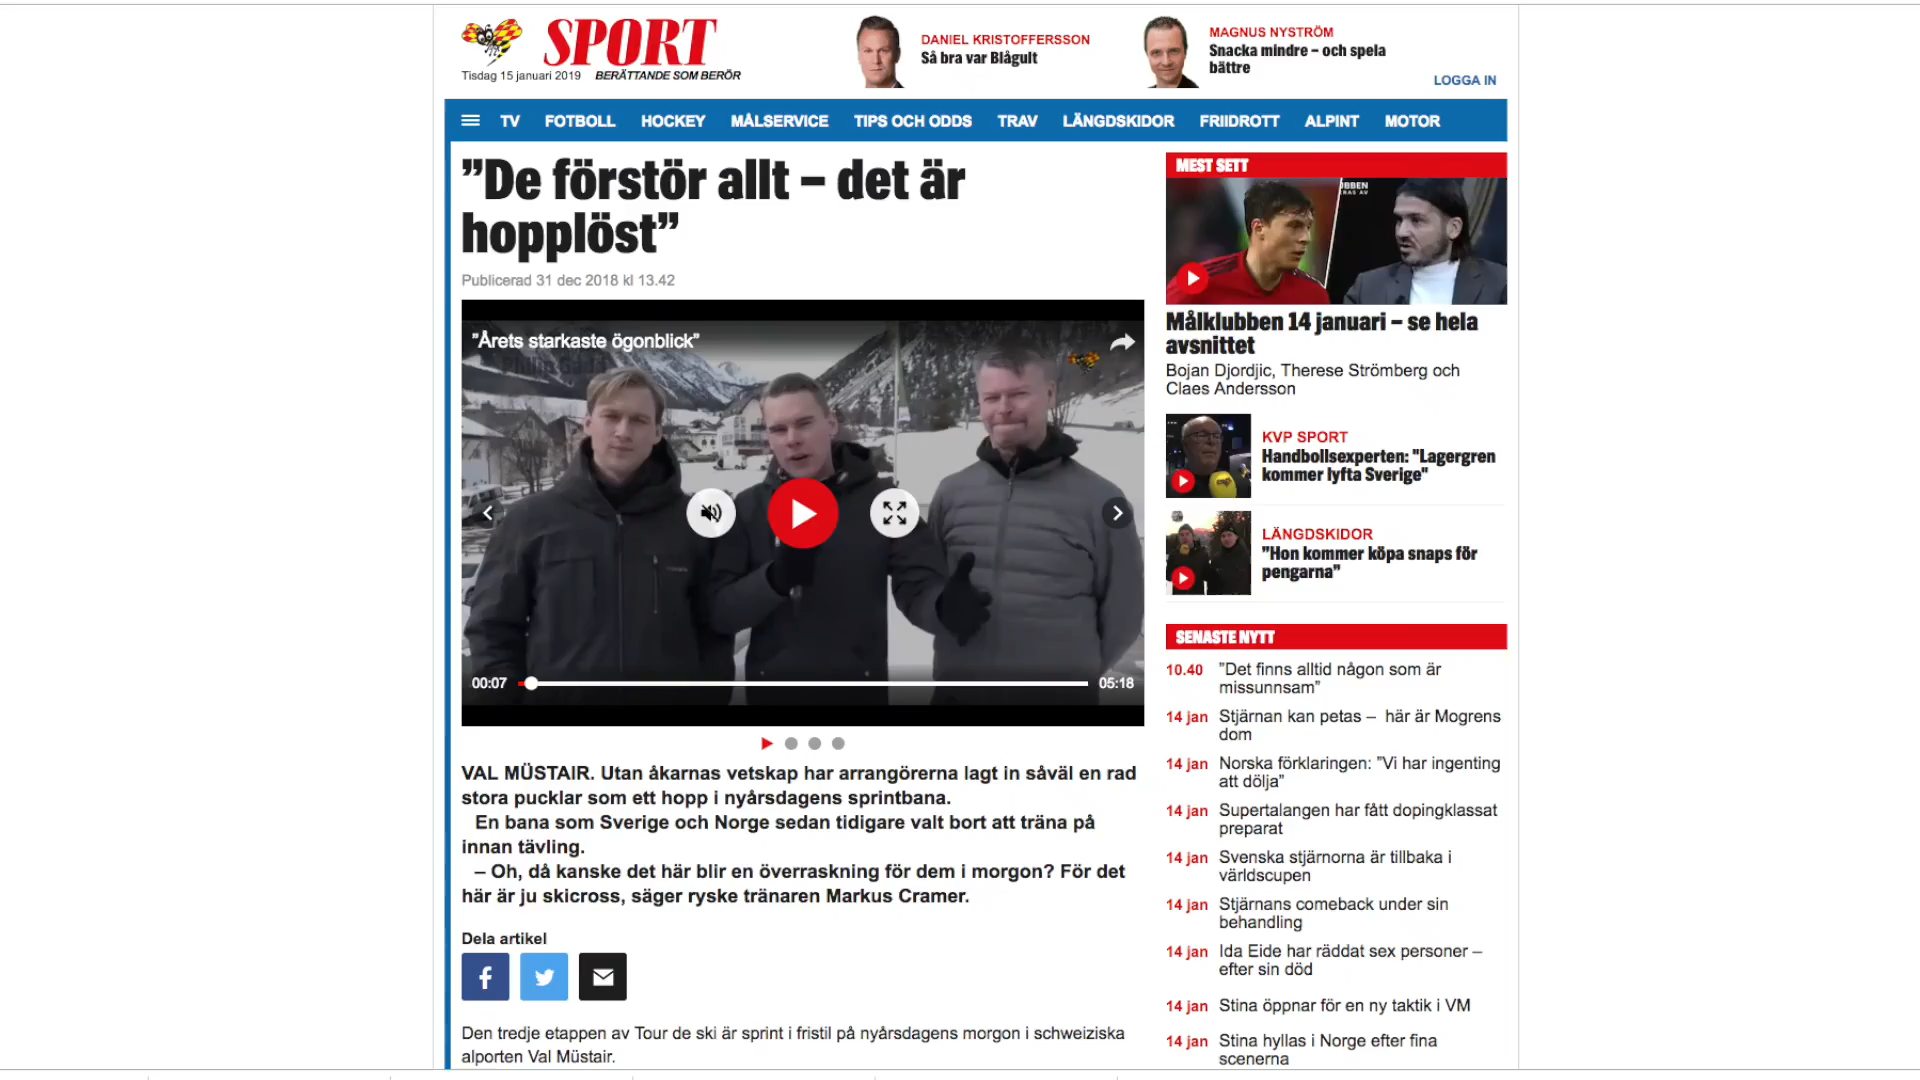 SPORT
Tisdag 15 januari 2019 BERÄTTANDE SOM BERÖR
DANIEL KRISTOFFERSSON
Så bra var Blågult
MAGNUS NYSTRÖM
Snacka mindre – och spela
bättre
LOGGA IN
TV FOTBOLL HOCKEY MÅLSERVICE TIPS OCH ODDS TRAV LÄNGDSKIDOR FRIIDROTT ALPINT MOTOR
”De förstör allt – det är
hopplöst”
Publicerad 31 dec 2018 kl 13.42
”Årets starkaste ögonblick”
00:07
05:18
VAL MÜSTAIR. Utan åkarnas vetskap har arrangörerna lagt in såväl en rad
stora pucklar som ett hopp i nyårsdagens sprintbana.
En bana som Sverige och Norge sedan tidigare valt bort att träna på
innan tävling.
– Oh, då kanske det här blir en överraskning för dem i morgon? För det
här är ju skicross, säger ryske tränaren Markus Cramer.
Dela artikel
Den tredje etappen av Tour de ski är sprint i fristil på nyårsdagens morgon i schweiziska
alporten Val Müstair.
MEST SETT
Målklubben 14 januari – se hela
avsnittet
Bojan Djordjic, Therese Strömberg och
Claes Andersson
KVP SPORT
Handbollsexperten: "Lagergren
kommer lyfta Sverige"
LÄNGDSKIDOR
”Hon kommer köpa snaps för
pengarna”
SENASTE NYTT
10.40 ”Det finns alltid någon som är
missunnsam”
14 jan Stjärnan kan petas – här är Mogrens
dom
14 jan Norska förklaringen: ”Vi har ingenting
att dölja”
14 jan Supertalangen har fått dopingklassat
preparat
14 jan Svenska stjärnorna är tillbaka i
världscupen
14 jan Stjärnans comeback under sin
behandling
14 jan Ida Eide har räddat sex personer –
efter sin död
14 jan Stina öppnar för en ny taktik i VM
14 jan Stina hyllas i Norge efter fina
scenerna